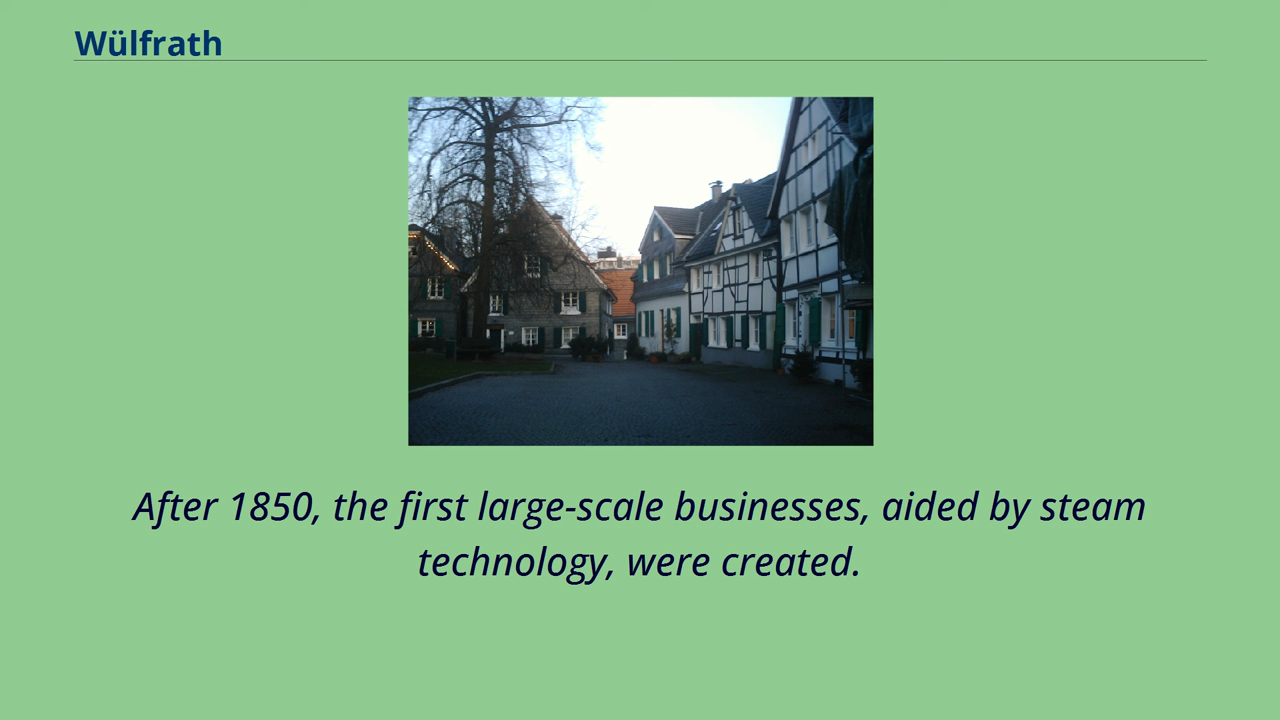 Wülfrath
After 1850, the first large-scale businesses, aided by steam
technology, were created.